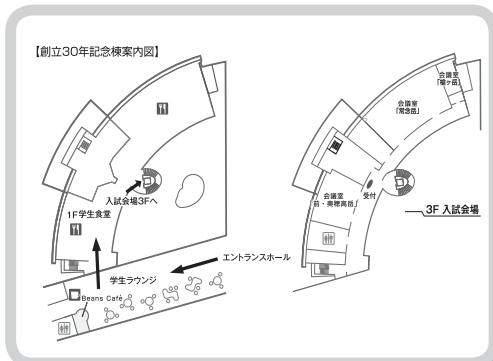 【創立30年記念棟案内図】
入試会場3Fへ
1F学生食堂
エントランスホール
学生ラウンジ
Beans Café
会議室
「槍ヶ岳」
会議室
「常念岳」
会議室
「前・奥穂高岳」
受付
3F 入試会場